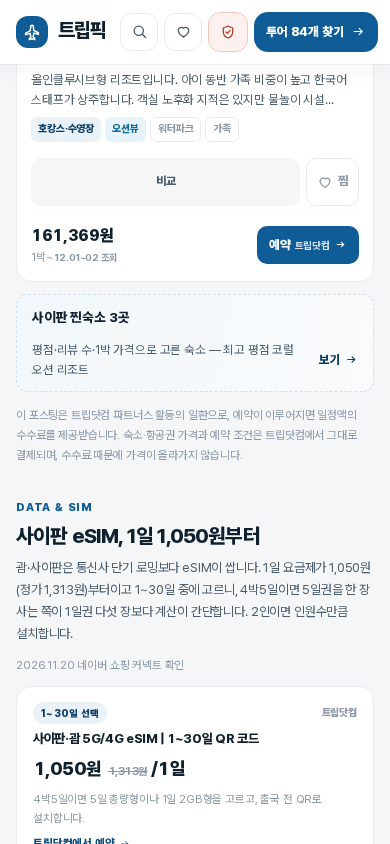 트립픽
투어 84개 찾기 →
올인클루시브형 리조트입니다. 아이 동반 가족 비중이 높고 한국어
스태프가 상주합니다. 객실 노후화 지적은 있지만 물놀이 시설...
호캉스·수영장 오션뷰 워터파크 가족
비교 찜
161,369원
1박~ 12.01~02 조회
예약 트립닷컴 →
사이판 찐숙소 3곳
평점·리뷰 수·1박 가격으로 고른 숙소 — 최고 평점 코럴
오션 리조트
보기 →
이 포스팅은 트립닷컴 파트너스 활동의 일환으로, 예약이 이루어지면 일정액의
수수료를 제공받습니다. 숙소·항공권 가격과 예약 조건은 트립닷컴에서 그대로
결제되며, 수수료 때문에 가격이 올라가지 않습니다.
DATA & SIM
사이판 eSIM, 1일 1,050원부터
괌·사이판은 통신사 단기 로밍보다 eSIM이 쌉니다. 1일 요금제가 1,050원
(정가 1,313원)부터이고 1~30일 중에 고르니, 4박5일이면 5일권을 한 장
사는 쪽이 1일권 다섯 장보다 계산이 간단합니다. 2인이면 인원수만큼
설치합니다.
2026.11.20 네이버 쇼핑 커넥트 확인
1~30일 선택 트립닷컴
사이판·괌 5G/4G eSIM | 1~30일 QR 코드
1,050원 1,313원 /1일
4박5일이면 5일 총량형이나 1일 2GB형을 고르고, 출국 전 QR로
설치합니다.
트립닷컴에서 예약 →